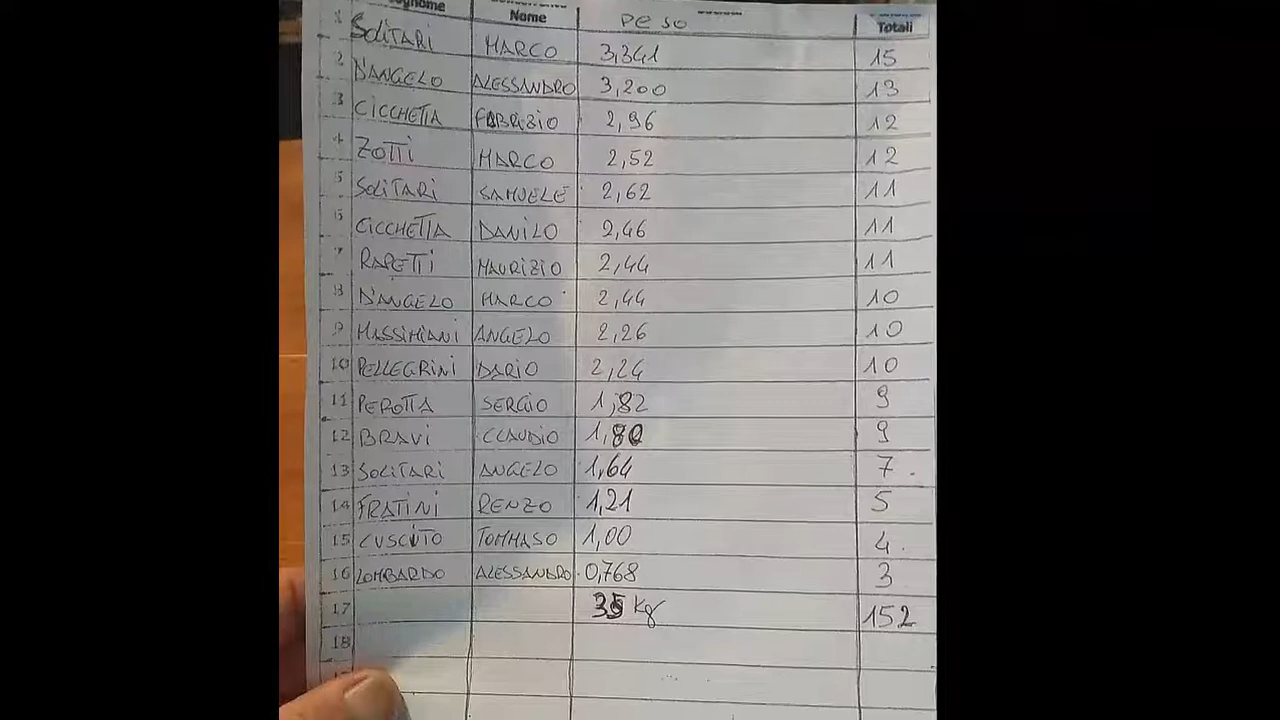 Cognome Nome peso Totali
1 SOLITARI MARCO 3,341 15
2 D'ANGELO ALESSANDRO 3,200 13
3 CICCHETTA FABRIZIO 2,96 12
4 ZOTTI MARCO 2,52 12
5 SOLITARI SAMUELE 2,62 11
6 CICCHETTA DANILO 2,46 11
7 RAPETTI MAURIZIO 2,44 11
8 D'ANGELO MARCO 2,44 10
9 MASSIMIANI ANGELO 2,26 10
10 PELLEGRINI DARIO 2,24 10
11 PEROTTA SERGIO 1,82 9
12 BRAVI CLAUDIO 1,80 9
13 SOLITARI ANGELO 1,64 7
14 FRATINI RENZO 1,21 5
15 CUSCITO TOMMASO 1,00 4
16 LOMBARDO ALESSANDRO 0,768 3
17 35 Kg 152
18